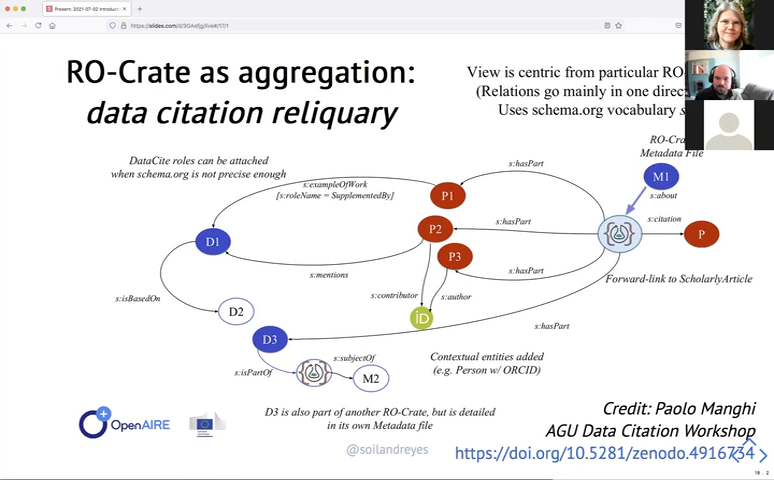 Present: 2021-07-02 introduct
https://slides.com/d/3GAsfjg/live#/17/1
RO-Crate as aggregation:
data citation reliquary
View is centric from particular RO-
(Relations go mainly in one direc
Uses schema.org vocabulary s
DataCite roles can be attached
when schema.org is not precise enough
RO-Cra
Metadata File
s:hasPart
s:exampleOfWork
[s:roleName = SupplementedBy]
M1
P1
s:about
s:hasPart
s:citation
P2
P
D1
P3
s:mentions
s:hasPart
Forward-link to ScholarlyArticle
s:isBasedOn
s:contributor
s:author
D2
iD
s:hasPart
D3
s:subjectOf
Contextual entities added
(e.g. Person w/ ORCID)
s:isPartOf
M2
D3 is also part of another RO-Crate, but is detailed
in its own Metadata file
OpenAIRE
Credit: Paolo Manghi
AGU Data Citation Workshop
@soilandreyes
https://doi.org/10.5281/zenodo.4916734